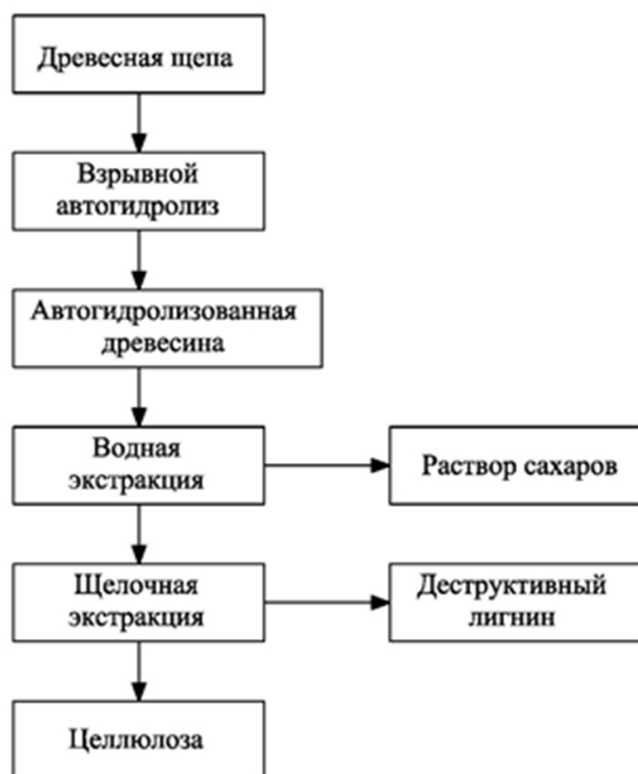 Древесная щепа
Взрывной
автогидролиз
Автогидролизованная
древесина
Водная
экстракция
Раствор сахаров
Щелочная
экстракция
Деструктивный
лигнин
Целлюлоза